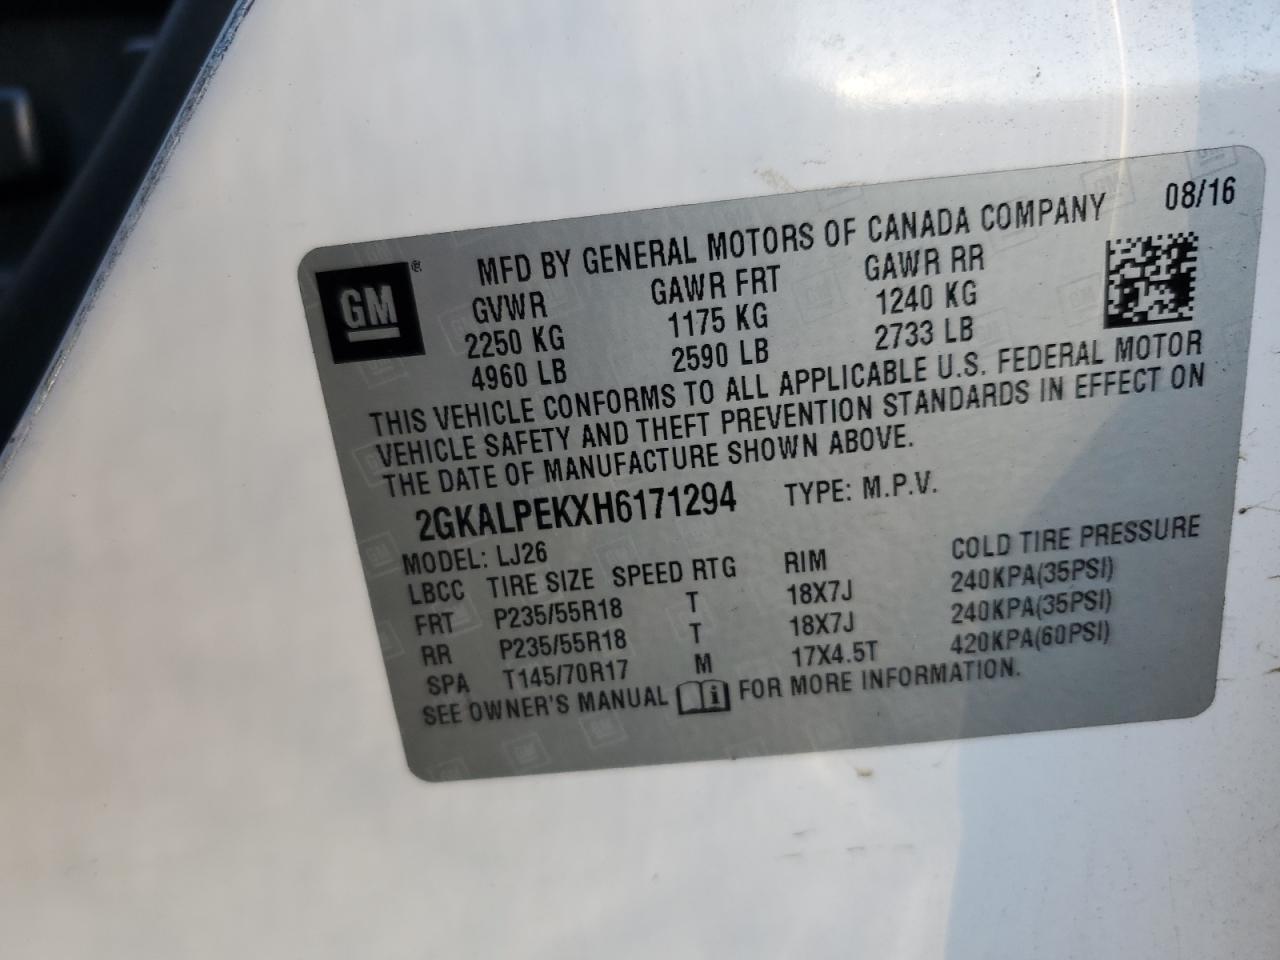 08/16
MFD BY GENERAL MOTORS OF CANADA COMPANY
GM®
GVWR GAWR FRT GAWR RR
2250 KG 1175 KG 1240 KG
4960 LB 2590 LB 2733 LB
THIS VEHICLE CONFORMS TO ALL APPLICABLE U.S. FEDERAL MOTOR
VEHICLE SAFETY AND THEFT PREVENTION STANDARDS IN EFFECT ON
THE DATE OF MANUFACTURE SHOWN ABOVE.
2GKALPEKXH6171294 TYPE: M.P.V.
MODEL: LJ26
LBCC TIRE SIZE SPEED RTG RIM COLD TIRE PRESSURE
FRT P235/55R18 T 18X7J 240KPA(35PSI)
RR P235/55R18 T 18X7J 240KPA(35PSI)
SPA T145/70R17 M 17X4.5T 420KPA(60PSI)
SEE OWNER'S MANUAL i FOR MORE INFORMATION.